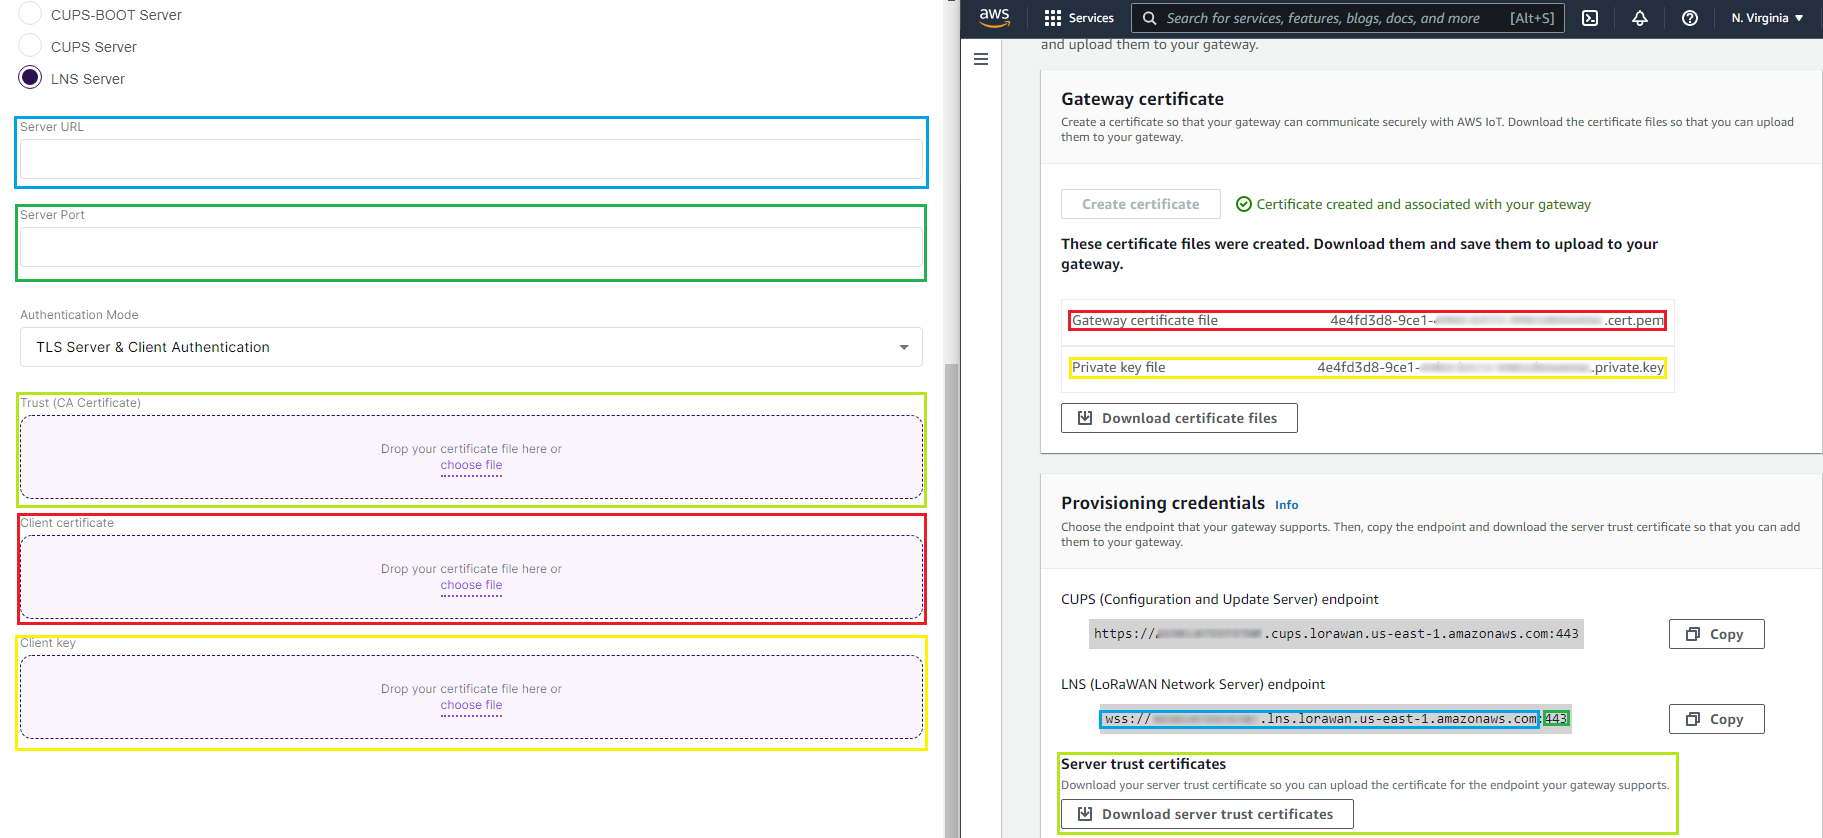 CUPS-BOOT Server
CUPS Server
LNS Server
Server URL
Server Port
Authentication Mode
TLS Server & Client Authentication
Trust (CA Certificate)
Drop your certificate file here or
choose file
Client certificate
Drop your certificate file here or
choose file
Client key
Drop your certificate file here or
choose file
aws
Services
Search for services, features, blogs, docs, and more [Alt+S]
N. Virginia
and upload them to your gateway.
Gateway certificate
Create a certificate so that your gateway can communicate securely with AWS IoT. Download the certificate files so that you can upload
them to your gateway.
Create certificate
Certificate created and associated with your gateway
These certificate files were created. Download them and save them to upload to your
gateway.
Gateway certificate file 4e4fd3d8-9ce1- .cert.pem
Private key file 4e4fd3d8-9ce1- .private.key
Download certificate files
Provisioning credentials Info
Choose the endpoint that your gateway supports. Then, copy the endpoint and download the server trust certificate so that you can add
them to your gateway.
CUPS (Configuration and Update Server) endpoint
https:// .cups.lorawan.us-east-1.amazonaws.com:443
Copy
LNS (LoRaWAN Network Server) endpoint
wss:// .lns.lorawan.us-east-1.amazonaws.com:443
Copy
Server trust certificates
Download your server trust certificate so you can upload the certificate for the endpoint your gateway supports.
Download server trust certificates